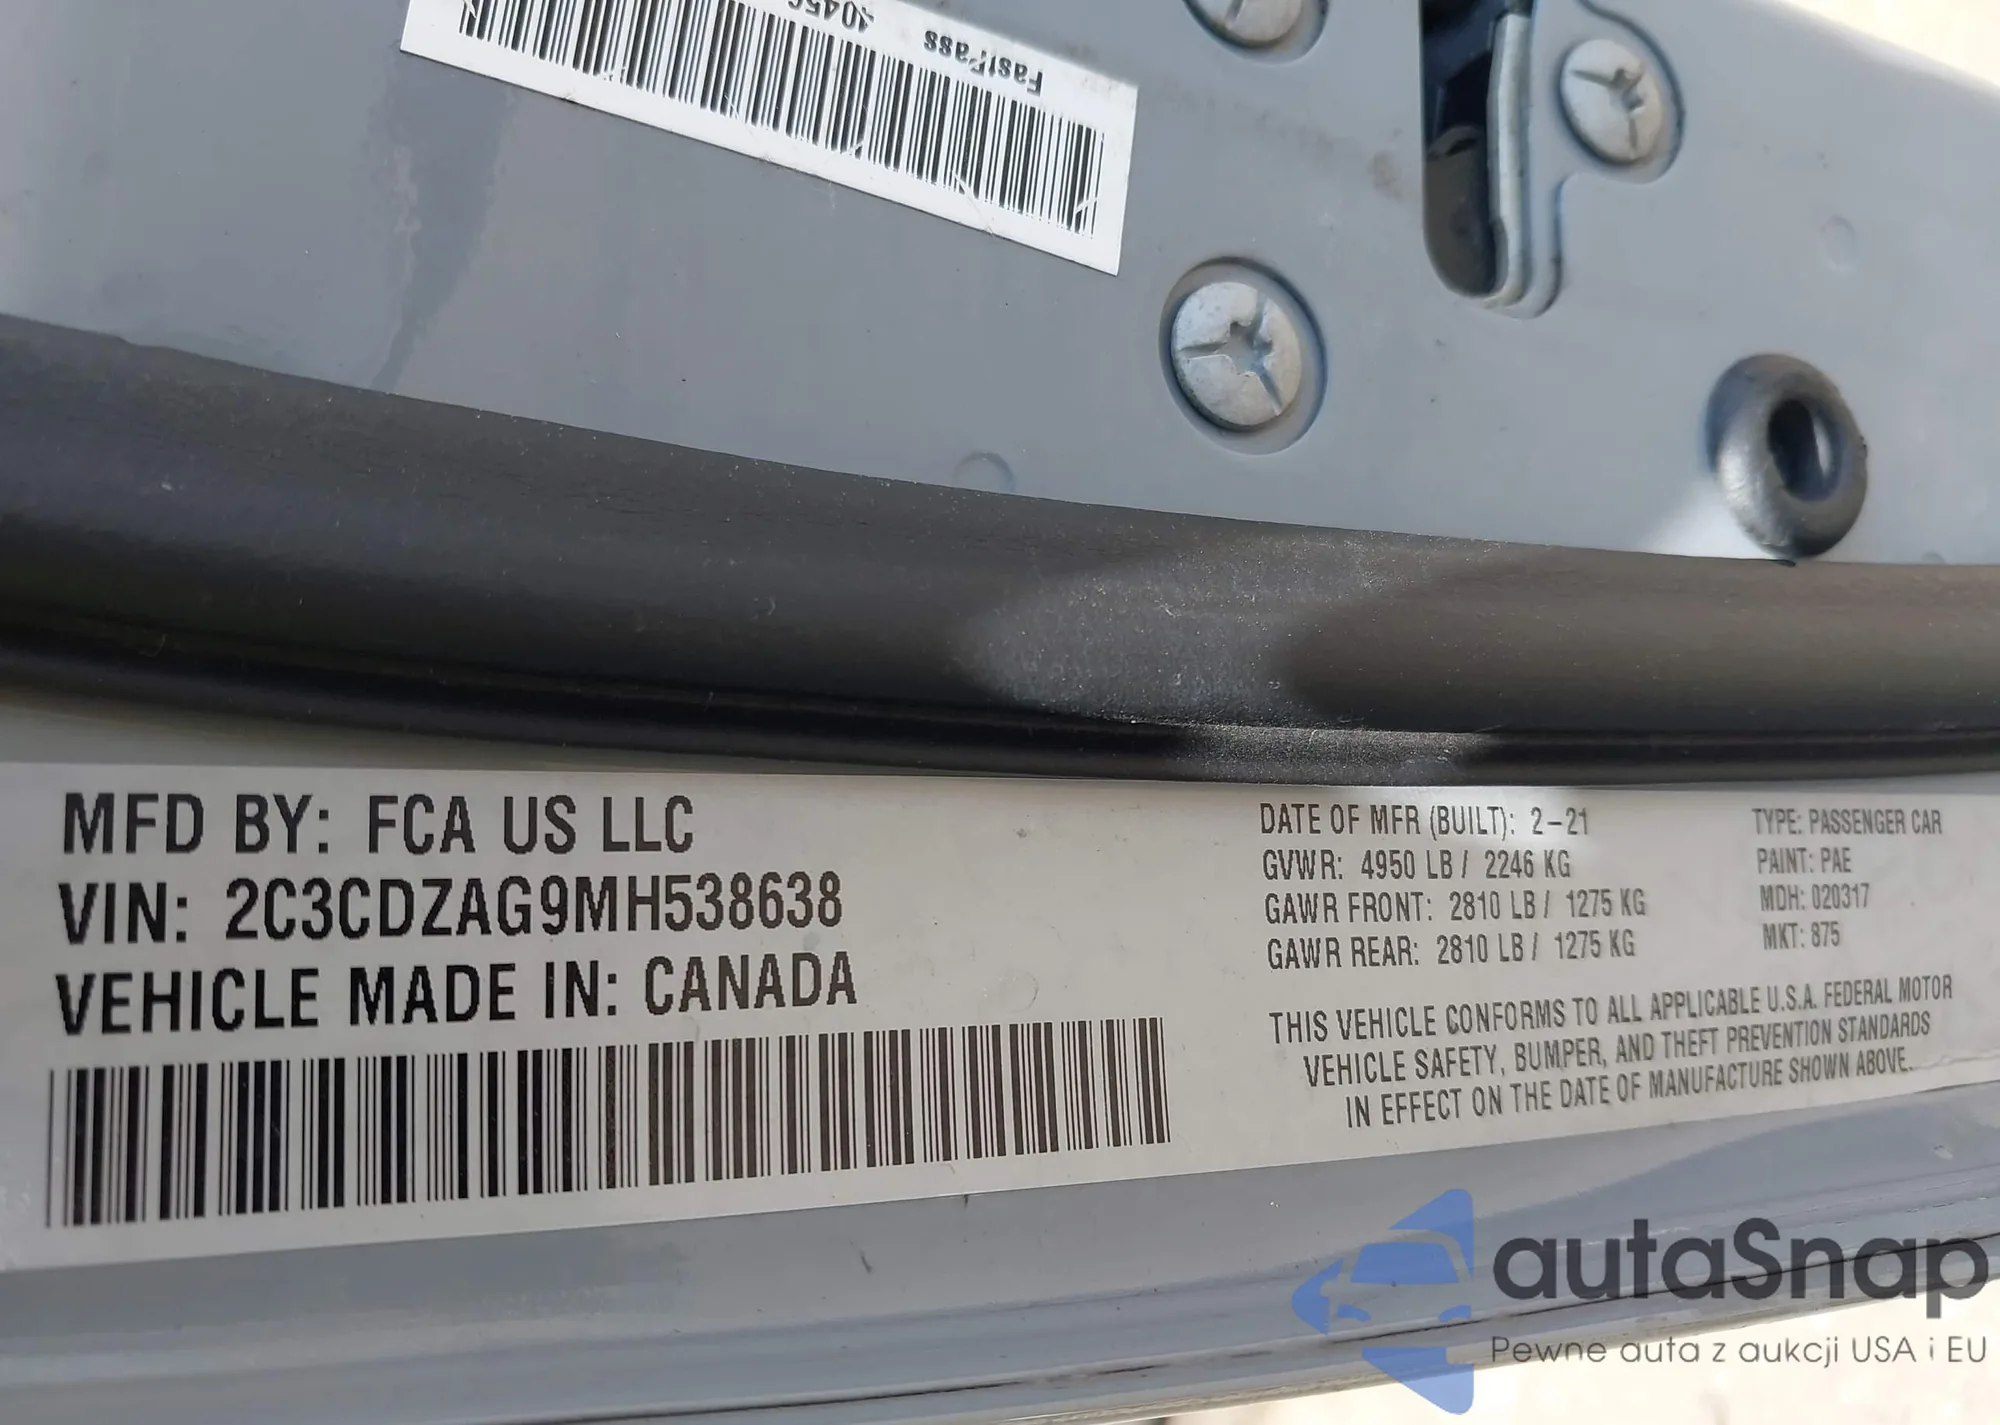 FastPass
MFD BY: FCA US LLC
VIN: 2C3CDZAG9MH538638
VEHICLE MADE IN: CANADA
DATE OF MFR (BUILT): 2-21
GVWR: 4950 LB / 2246 KG
GAWR FRONT: 2810 LB / 1275 KG
GAWR REAR: 2810 LB / 1275 KG
TYPE: PASSENGER CAR
PAINT: PAE
MDH: 020317
MKT: 875
THIS VEHICLE CONFORMS TO ALL APPLICABLE U.S.A. FEDERAL MOTOR
VEHICLE SAFETY, BUMPER, AND THEFT PREVENTION STANDARDS
IN EFFECT ON THE DATE OF MANUFACTURE SHOWN ABOVE.
autaSnap
Pewne auta z aukcji USA i EU